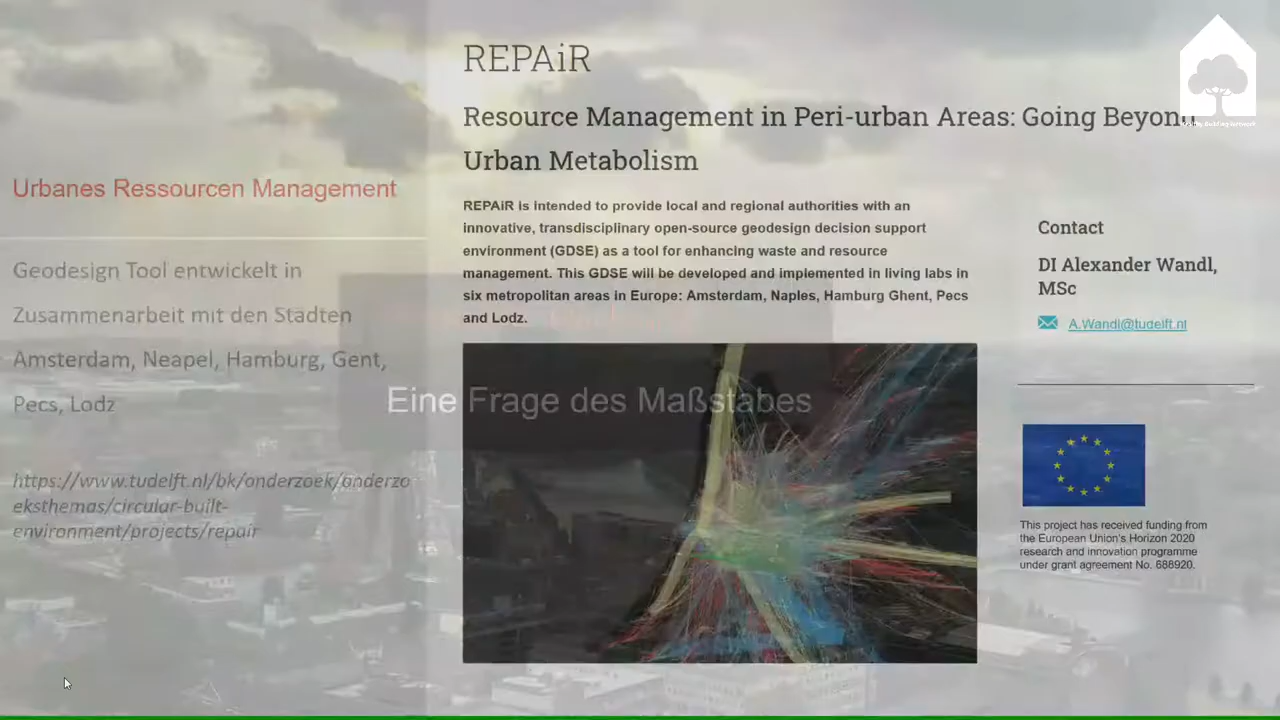 REPAiR
Resource Management in Peri-urban Areas: Going Beyond
Urban Metabolism
Urbanes Ressourcen Management
REPAiR is intended to provide local and regional authorities with an
innovative, transdisciplinary open-source geodesign decision support
environment (GDSE) as a tool for enhancing waste and resource
management. This GDSE will be developed and implemented in living labs in
six metropolitan areas in Europe: Amsterdam, Naples, Hamburg Ghent, Pecs
and Lodz.
Geodesign Tool entwickelt in
Zusammenarbeit mit den Städten
Amsterdam, Neapel, Hamburg, Gent,
Pecs, Lodz
https://www.tudelft.nl/bk/onderzoek/onderzo
eksthemas/circular-built-
environment/projects/repair
Eine Frage des Maßstabes
Contact
DI Alexander Wandl,
MSc
A.Wandl@tudelft.nl
This project has received funding from
the European Union's Horizon 2020
research and innovation programme
under grant agreement No. 688920.